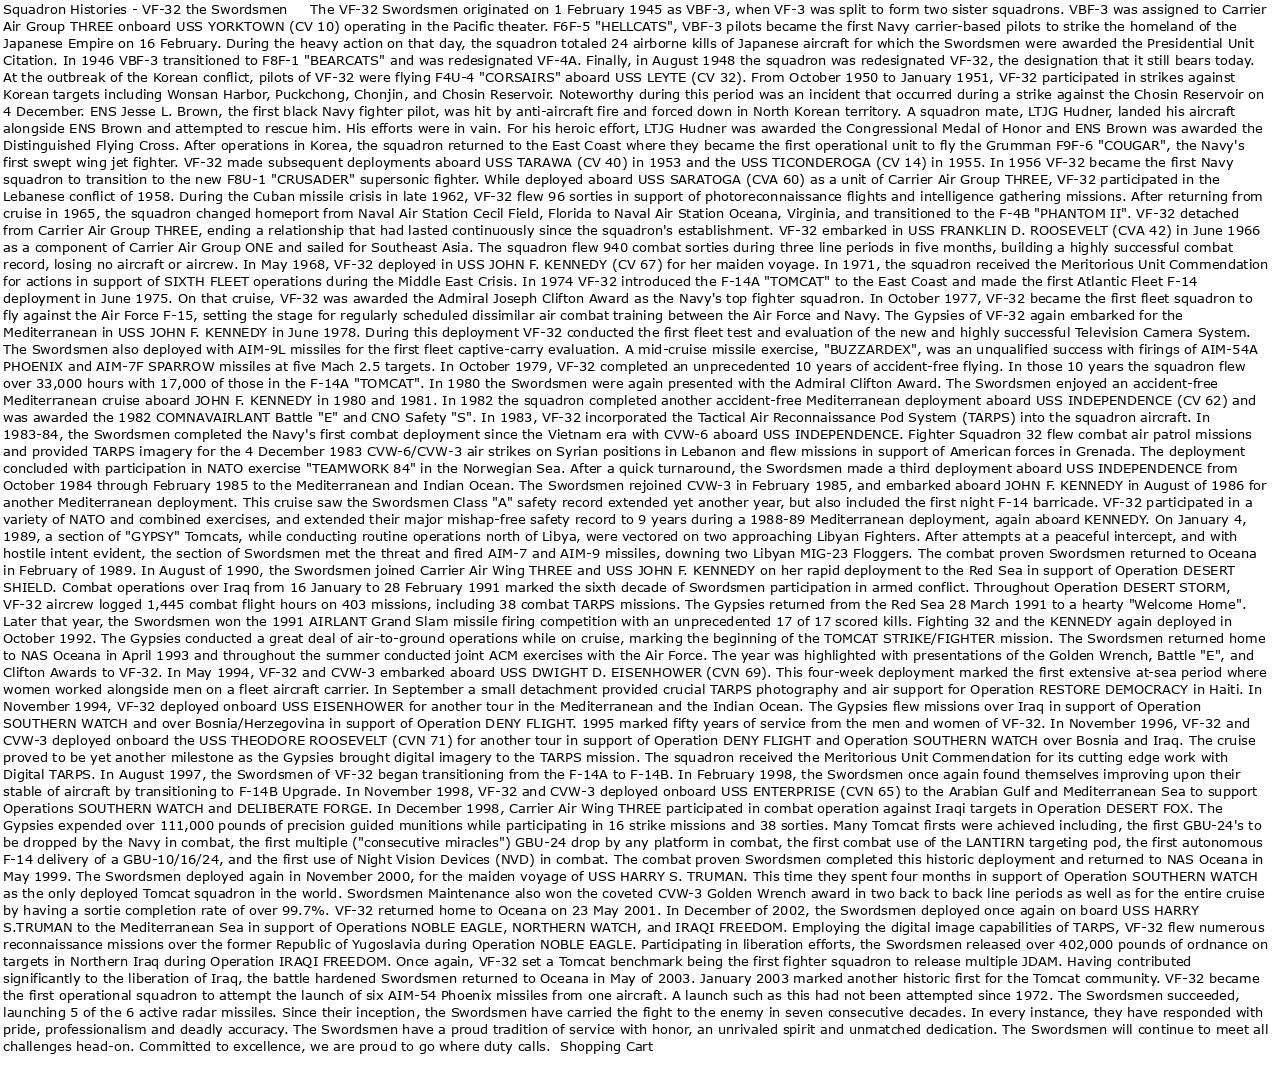 Squadron Histories - VF-32 the Swordsmen The VF-32 Swordsmen originated on 1 February 1945 as VBF-3, when VF-3 was split to form two sister squadrons. VBF-3 was assigned to Carrier
Air Group THREE onboard USS YORKTOWN (CV 10) operating in the Pacific theater. F6F-5 "HELLCATS", VBF-3 pilots became the first Navy carrier-based pilots to strike the homeland of the
Japanese Empire on 16 February. During the heavy action on that day, the squadron totaled 24 airborne kills of Japanese aircraft for which the Swordsmen were awarded the Presidential Unit
Citation. In 1946 VBF-3 transitioned to F8F-1 "BEARCATS" and was redesignated VF-4A. Finally, in August 1948 the squadron was redesignated VF-32, the designation that it still bears today.
At the outbreak of the Korean conflict, pilots of VF-32 were flying F4U-4 "CORSAIRS" aboard USS LEYTE (CV 32). From October 1950 to January 1951, VF-32 participated in strikes against
Korean targets including Wonsan Harbor, Puckchong, Chonjin, and Chosin Reservoir. Noteworthy during this period was an incident that occurred during a strike against the Chosin Reservoir on
4 December. ENS Jesse L. Brown, the first black Navy fighter pilot, was hit by anti-aircraft fire and forced down in North Korean territory. A squadron mate, LTJG Hudner, landed his aircraft
alongside ENS Brown and attempted to rescue him. His efforts were in vain. For his heroic effort, LTJG Hudner was awarded the Congressional Medal of Honor and ENS Brown was awarded the
Distinguished Flying Cross. After operations in Korea, the squadron returned to the East Coast where they became the first operational unit to fly the Grumman F9F-6 "COUGAR", the Navy's
first swept wing jet fighter. VF-32 made subsequent deployments aboard USS TARAWA (CV 40) in 1953 and the USS TICONDEROGA (CV 14) in 1955. In 1956 VF-32 became the first Navy
squadron to transition to the new F8U-1 "CRUSADER" supersonic fighter. While deployed aboard USS SARATOGA (CVA 60) as a unit of Carrier Air Group THREE, VF-32 participated in the
Lebanese conflict of 1958. During the Cuban missile crisis in late 1962, VF-32 flew 96 sorties in support of photoreconnaissance flights and intelligence gathering missions. After returning from
cruise in 1965, the squadron changed homeport from Naval Air Station Cecil Field, Florida to Naval Air Station Oceana, Virginia, and transitioned to the F-4B "PHANTOM II". VF-32 detached
from Carrier Air Group THREE, ending a relationship that had lasted continuously since the squadron's establishment. VF-32 embarked in USS FRANKLIN D. ROOSEVELT (CVA 42) in June 1966
as a component of Carrier Air Group ONE and sailed for Southeast Asia. The squadron flew 940 combat sorties during three line periods in five months, building a highly successful combat
record, losing no aircraft or aircrew. In May 1968, VF-32 deployed in USS JOHN F. KENNEDY (CV 67) for her maiden voyage. In 1971, the squadron received the Meritorious Unit Commendation
for actions in support of SIXTH FLEET operations during the Middle East Crisis. In 1974 VF-32 introduced the F-14A "TOMCAT" to the East Coast and made the first Atlantic Fleet F-14
deployment in June 1975. On that cruise, VF-32 was awarded the Admiral Joseph Clifton Award as the Navy's top fighter squadron. In October 1977, VF-32 became the first fleet squadron to
fly against the Air Force F-15, setting the stage for regularly scheduled dissimilar air combat training between the Air Force and Navy. The Gypsies of VF-32 again embarked for the
Mediterranean in USS JOHN F. KENNEDY in June 1978. During this deployment VF-32 conducted the first fleet test and evaluation of the new and highly successful Television Camera System.
The Swordsmen also deployed with AIM-9L missiles for the first fleet captive-carry evaluation. A mid-cruise missile exercise, "BUZZARDEX", was an unqualified success with firings of AIM-54A
PHOENIX and AIM-7F SPARROW missiles at five Mach 2.5 targets. In October 1979, VF-32 completed an unprecedented 10 years of accident-free flying. In those 10 years the squadron flew
over 33,000 hours with 17,000 of those in the F-14A "TOMCAT". In 1980 the Swordsmen were again presented with the Admiral Clifton Award. The Swordsmen enjoyed an accident-free
Mediterranean cruise aboard JOHN F. KENNEDY in 1980 and 1981. In 1982 the squadron completed another accident-free Mediterranean deployment aboard USS INDEPENDENCE (CV 62) and
was awarded the 1982 COMNAVAIRLANT Battle "E" and CNO Safety "S". In 1983, VF-32 incorporated the Tactical Air Reconnaissance Pod System (TARPS) into the squadron aircraft. In
1983-84, the Swordsmen completed the Navy's first combat deployment since the Vietnam era with CVW-6 aboard USS INDEPENDENCE. Fighter Squadron 32 flew combat air patrol missions
and provided TARPS imagery for the 4 December 1983 CVW-6/CVW-3 air strikes on Syrian positions in Lebanon and flew missions in support of American forces in Grenada. The deployment
concluded with participation in NATO exercise "TEAMWORK 84" in the Norwegian Sea. After a quick turnaround, the Swordsmen made a third deployment aboard USS INDEPENDENCE from
October 1984 through February 1985 to the Mediterranean and Indian Ocean. The Swordsmen rejoined CVW-3 in February 1985, and embarked aboard JOHN F. KENNEDY in August of 1986 for
another Mediterranean deployment. This cruise saw the Swordsmen Class "A" safety record extended yet another year, but also included the first night F-14 barricade. VF-32 participated in a
variety of NATO and combined exercises, and extended their major mishap-free safety record to 9 years during a 1988-89 Mediterranean deployment, again aboard KENNEDY. On January 4,
1989, a section of "GYPSY" Tomcats, while conducting routine operations north of Libya, were vectored on two approaching Libyan Fighters. After attempts at a peaceful intercept, and with
hostile intent evident, the section of Swordsmen met the threat and fired AIM-7 and AIM-9 missiles, downing two Libyan MIG-23 Floggers. The combat proven Swordsmen returned to Oceana
in February of 1989. In August of 1990, the Swordsmen joined Carrier Air Wing THREE and USS JOHN F. KENNEDY on her rapid deployment to the Red Sea in support of Operation DESERT
SHIELD. Combat operations over Iraq from 16 January to 28 February 1991 marked the sixth decade of Swordsmen participation in armed conflict. Throughout Operation DESERT STORM,
VF-32 aircrew logged 1,445 combat flight hours on 403 missions, including 38 combat TARPS missions. The Gypsies returned from the Red Sea 28 March 1991 to a hearty "Welcome Home".
Later that year, the Swordsmen won the 1991 AIRLANT Grand Slam missile firing competition with an unprecedented 17 of 17 scored kills. Fighting 32 and the KENNEDY again deployed in
October 1992. The Gypsies conducted a great deal of air-to-ground operations while on cruise, marking the beginning of the TOMCAT STRIKE/FIGHTER mission. The Swordsmen returned home
to NAS Oceana in April 1993 and throughout the summer conducted joint ACM exercises with the Air Force. The year was highlighted with presentations of the Golden Wrench, Battle "E", and
Clifton Awards to VF-32. In May 1994, VF-32 and CVW-3 embarked aboard USS DWIGHT D. EISENHOWER (CVN 69). This four-week deployment marked the first extensive at-sea period where
women worked alongside men on a fleet aircraft carrier. In September a small detachment provided crucial TARPS photography and air support for Operation RESTORE DEMOCRACY in Haiti. In
November 1994, VF-32 deployed onboard USS EISENHOWER for another tour in the Mediterranean and the Indian Ocean. The Gypsies flew missions over Iraq in support of Operation
SOUTHERN WATCH and over Bosnia/Herzegovina in support of Operation DENY FLIGHT. 1995 marked fifty years of service from the men and women of VF-32. In November 1996, VF-32 and
CVW-3 deployed onboard the USS THEODORE ROOSEVELT (CVN 71) for another tour in support of Operation DENY FLIGHT and Operation SOUTHERN WATCH over Bosnia and Iraq. The cruise
proved to be yet another milestone as the Gypsies brought digital imagery to the TARPS mission. The squadron received the Meritorious Unit Commendation for its cutting edge work with
Digital TARPS. In August 1997, the Swordsmen of VF-32 began transitioning from the F-14A to F-14B. In February 1998, the Swordsmen once again found themselves improving upon their
stable of aircraft by transitioning to F-14B Upgrade. In November 1998, VF-32 and CVW-3 deployed onboard USS ENTERPRISE (CVN 65) to the Arabian Gulf and Mediterranean Sea to support
Operations SOUTHERN WATCH and DELIBERATE FORGE. In December 1998, Carrier Air Wing THREE participated in combat operation against Iraqi targets in Operation DESERT FOX. The
Gypsies expended over 111,000 pounds of precision guided munitions while participating in 16 strike missions and 38 sorties. Many Tomcat firsts were achieved including, the first GBU-24's to
be dropped by the Navy in combat, the first multiple ("consecutive miracles") GBU-24 drop by any platform in combat, the first combat use of the LANTIRN targeting pod, the first autonomous
F-14 delivery of a GBU-10/16/24, and the first use of Night Vision Devices (NVD) in combat. The combat proven Swordsmen completed this historic deployment and returned to NAS Oceana in
May 1999. The Swordsmen deployed again in November 2000, for the maiden voyage of USS HARRY S. TRUMAN. This time they spent four months in support of Operation SOUTHERN WATCH
as the only deployed Tomcat squadron in the world. Swordsmen Maintenance also won the coveted CVW-3 Golden Wrench award in two back to back line periods as well as for the entire cruise
by having a sortie completion rate of over 99.7%. VF-32 returned home to Oceana on 23 May 2001. In December of 2002, the Swordsmen deployed once again on board USS HARRY
S.TRUMAN to the Mediterranean Sea in support of Operations NOBLE EAGLE, NORTHERN WATCH, and IRAQI FREEDOM. Employing the digital image capabilities of TARPS, VF-32 flew numerous
reconnaissance missions over the former Republic of Yugoslavia during Operation NOBLE EAGLE. Participating in liberation efforts, the Swordsmen released over 402,000 pounds of ordnance on
targets in Northern Iraq during Operation IRAQI FREEDOM. Once again, VF-32 set a Tomcat benchmark being the first fighter squadron to release multiple JDAM. Having contributed
significantly to the liberation of Iraq, the battle hardened Swordsmen returned to Oceana in May of 2003. January 2003 marked another historic first for the Tomcat community. VF-32 became
the first operational squadron to attempt the launch of six AIM-54 Phoenix missiles from one aircraft. A launch such as this had not been attempted since 1972. The Swordsmen succeeded,
launching 5 of the 6 active radar missiles. Since their inception, the Swordsmen have carried the fight to the enemy in seven consecutive decades. In every instance, they have responded with
pride, professionalism and deadly accuracy. The Swordsmen have a proud tradition of service with honor, an unrivaled spirit and unmatched dedication. The Swordsmen will continue to meet all
challenges head-on. Committed to excellence, we are proud to go where duty calls. Shopping Cart